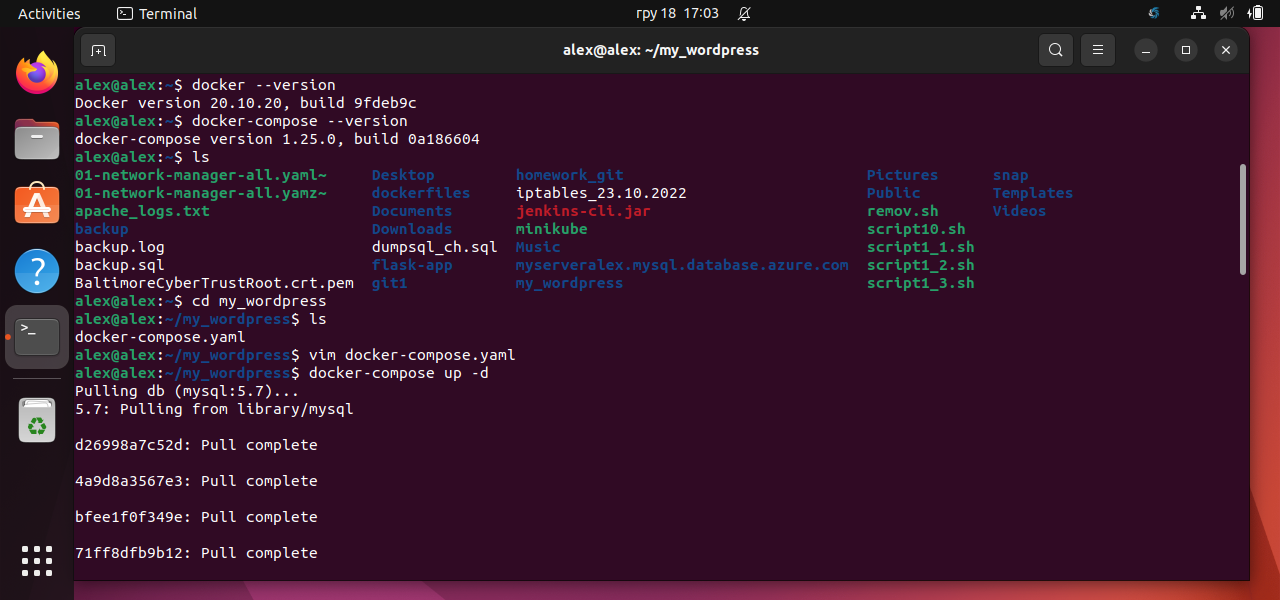 Activities Terminal гру 18 17:03
alex@alex: ~/my_wordpress
alex@alex:~$ docker --version
Docker version 20.10.20, build 9fdeb9c
alex@alex:~$ docker-compose --version
docker-compose version 1.25.0, build 0a186604
alex@alex:~$ ls
01-network-manager-all.yaml~ Desktop homework_git Pictures snap
01-network-manager-all.yamz~ dockerfiles iptables_23.10.2022 Public Templates
apache_logs.txt Documents jenkins-cli.jar remov.sh Videos
backup Downloads minikube script10.sh
backup.log dumpsql_ch.sql Music script1_1.sh
backup.sql flask-app myserveralex.mysql.database.azure.com script1_2.sh
BaltimoreCyberTrustRoot.crt.pem git1 my_wordpress script1_3.sh
alex@alex:~$ cd my_wordpress
alex@alex:~/my_wordpress$ ls
docker-compose.yaml
alex@alex:~/my_wordpress$ vim docker-compose.yaml
alex@alex:~/my_wordpress$ docker-compose up -d
Pulling db (mysql:5.7)...
5.7: Pulling from library/mysql
d26998a7c52d: Pull complete
4a9d8a3567e3: Pull complete
bfee1f0f349e: Pull complete
71ff8dfb9b12: Pull complete